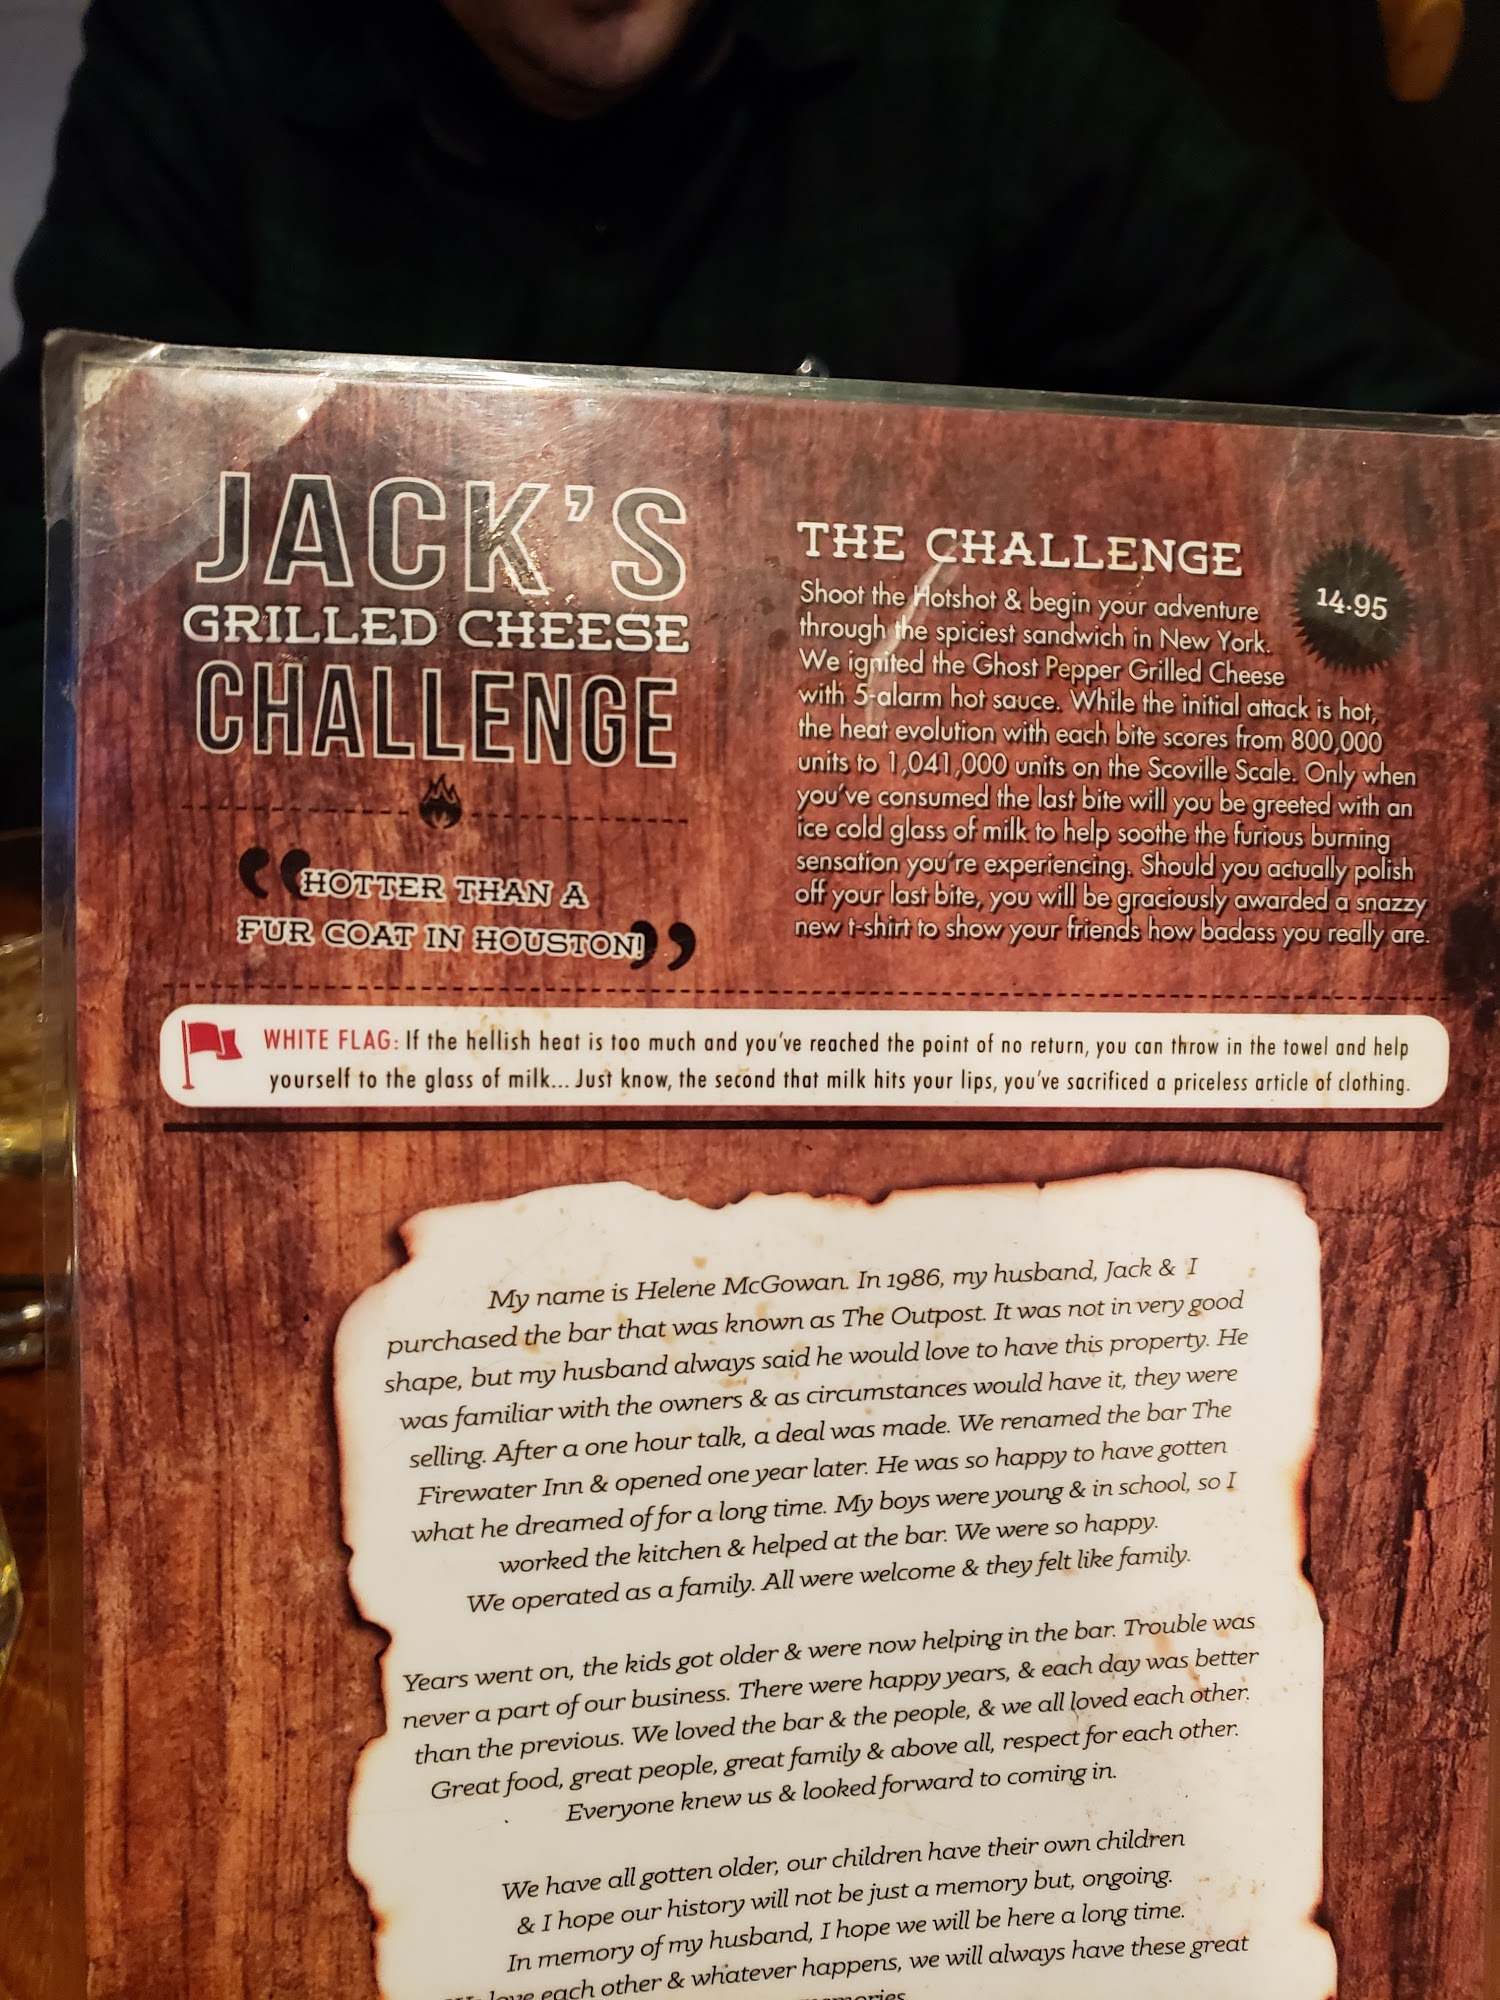 JACK'S
GRILLED CHEESE
CHALLENGE
“HOTTER THAN A
FUR COAT IN HOUSTON!”
THE CHALLENGE
14.95
Shoot the Hotshot & begin your adventure
through the spiciest sandwich in New York.
We ignited the Ghost Pepper Grilled Cheese
with 5-alarm hot sauce. While the initial attack is hot,
the heat evolution with each bite scores from 800,000
units to 1,041,000 units on the Scoville Scale. Only when
you've consumed the last bite will you be greeted with an
ice cold glass of milk to help soothe the furious burning
sensation you're experiencing. Should you actually polish
off your last bite, you will be graciously awarded a snazzy
new t-shirt to show your friends how badass you really are.
WHITE FLAG: If the hellish heat is too much and you've reached the point of no return, you can throw in the towel and help
yourself to the glass of milk... Just know, the second that milk hits your lips, you've sacrificed a priceless article of clothing.
My name is Helene McGowan. In 1986, my husband, Jack & I
purchased the bar that was known as The Outpost. It was not in very good
shape, but my husband always said he would love to have this property. He
was familiar with the owners & as circumstances would have it, they were
selling. After a one hour talk, a deal was made. We renamed the bar The
Firewater Inn & opened one year later. He was so happy to have gotten
what he dreamed of for a long time. My boys were young & in school, so I
worked the kitchen & helped at the bar. We were so happy.
We operated as a family. All were welcome & they felt like family.
Years went on, the kids got older & were now helping in the bar. Trouble was
never a part of our business. There were happy years, & each day was better
than the previous. We loved the bar & the people, & we all loved each other.
Great food, great people, great family & above all, respect for each other.
Everyone knew us & looked forward to coming in.
We have all gotten older, our children have their own children
& I hope our history will not be just a memory but, ongoing.
In memory of my husband, I hope we will be here a long time.
We love each other & whatever happens, we will always have these great
memories.